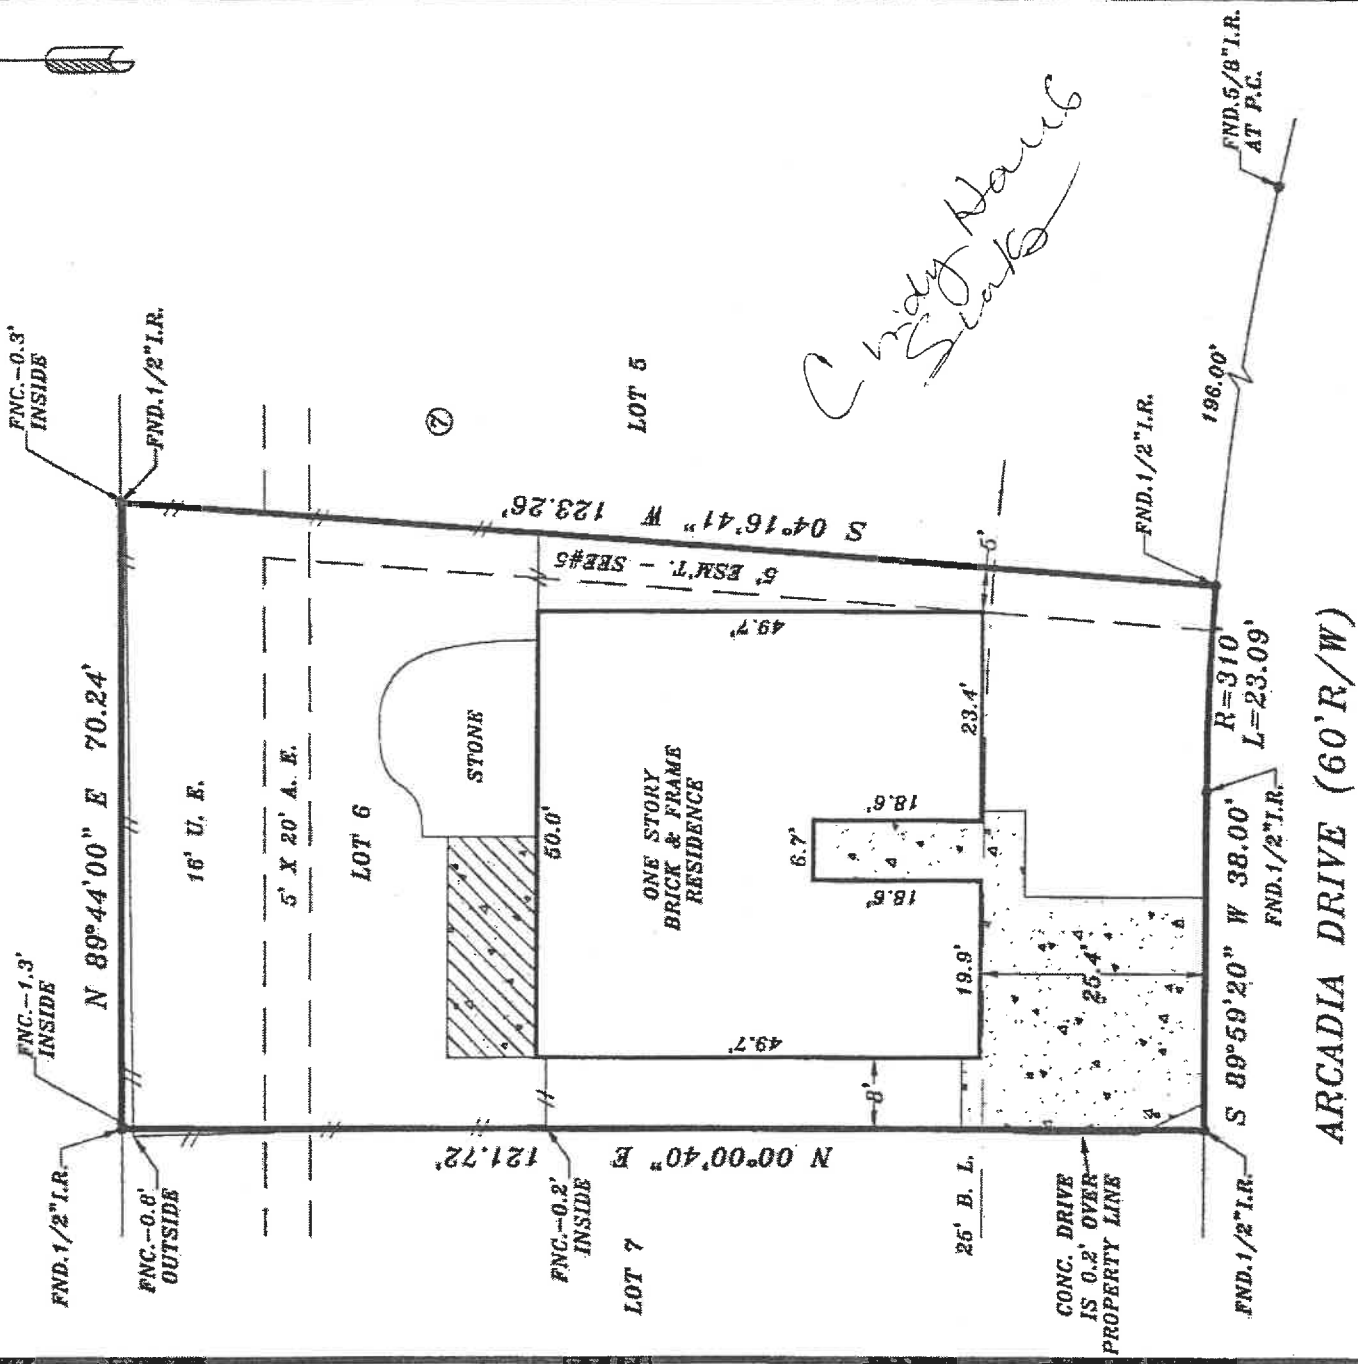 FNC.-0.3'
INSIDE
FND.1/2"I.R.
FNC.-1.3'
INSIDE
N 89°44'00" E 70.24'
FND.1/2"I.R.
FNC.-0.8'
OUTSIDE
16' U. E.
5' X 20' A. E.
LOT 6
STONE
⑦
LOT 5
S 04°16'41" W 123.26'
5' ESM'T. - SEE#5
50.0'
49.7'
ONE STORY
BRICK & FRAME
RESIDENCE
6.7'
18.6'
18.6'
23.4'
19.9'
49.7'
8'
5'
25.4'
N 00°00'40" E 121.72'
FNC.-0.2'
INSIDE
LOT 7
25' B. L.
CONC. DRIVE
IS 0.2' OVER
PROPERTY LINE
FND.1/2"I.R.
S 89°59'20" W 38.00'
FND.1/2"I.R.
R=310'
L=23.09'
FND.1/2"I.R.
196.00'
FND.5/8"I.R.
AT P.C.
ARCADIA DRIVE (60'R/W)